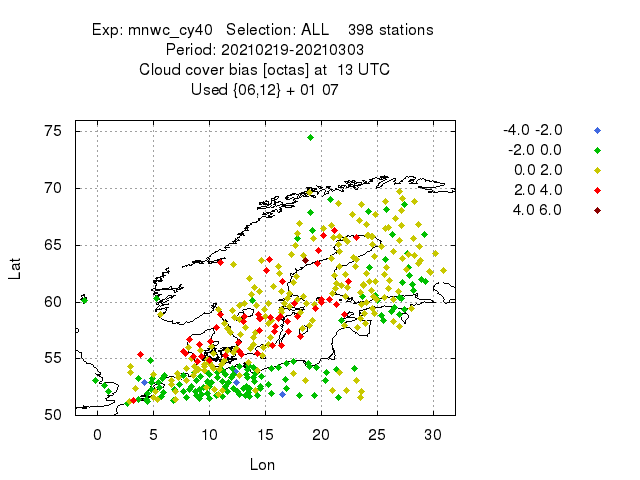 Exp: mnwc_cy40 Selection: ALL 398 stations
Period: 20210219-20210303
Cloud cover bias [octas] at 13 UTC
Used {06,12} + 01 07
-4.0 -2.0
-2.0 0.0
0.0 2.0
2.0 4.0
4.0 6.0
75
70
65
60
55
50
Lat
0 5 10 15 20 25 30
Lon